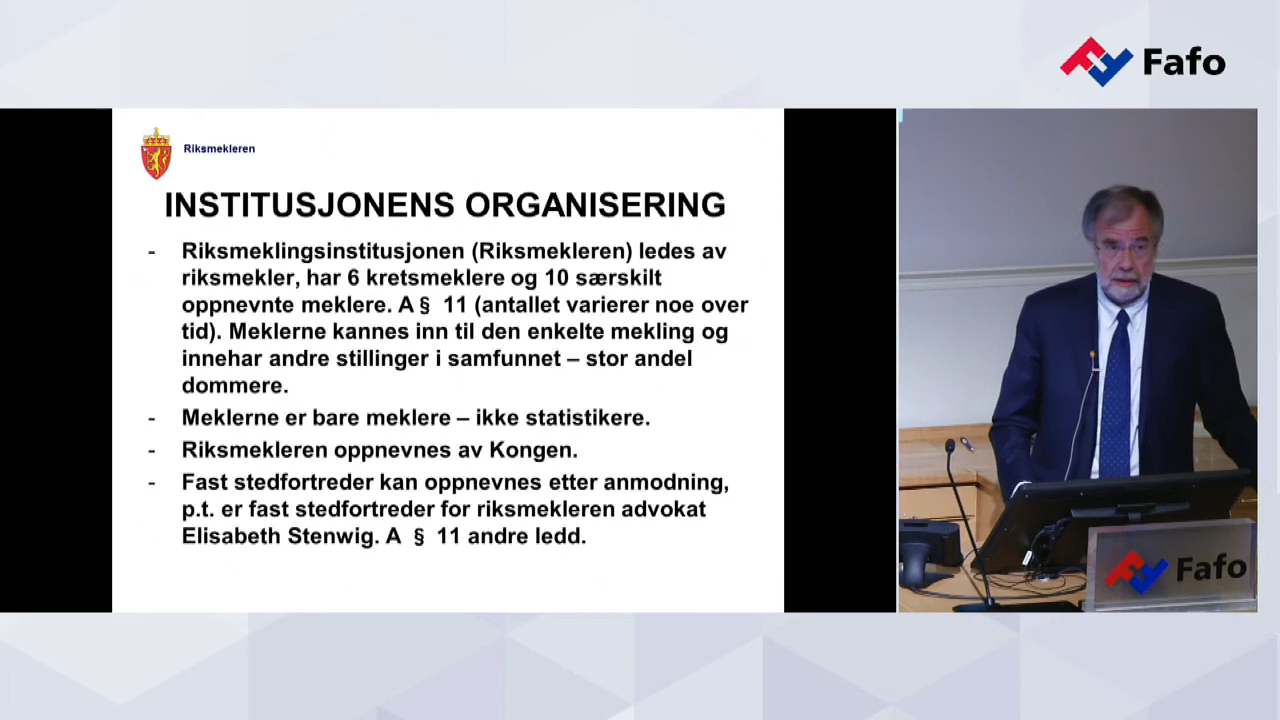 Fafo
Riksmekleren
INSTITUSJONENS ORGANISERING
- Riksmeklingsinstitusjonen (Riksmekleren) ledes av
riksmekler, har 6 kretsmeklere og 10 særskilt
oppnevnte meklere. A § 11 (antallet varierer noe over
tid). Meklerne kannes inn til den enkelte mekling og
innehar andre stillinger i samfunnet – stor andel
dommere.
- Meklerne er bare meklere – ikke statistikere.
- Riksmekleren oppnevnes av Kongen.
- Fast stedfortreder kan oppnevnes etter anmodning,
p.t. er fast stedfortreder for riksmekleren advokat
Elisabeth Stenwig. A § 11 andre ledd.
Fafo